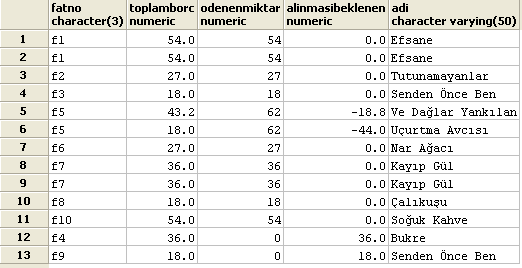 fatno toplamborc odenenmiktar alinmasibeklenen adi
character(3) numeric numeric numeric character varying(50)
1 f1 54.0 54 0.0 Efsane
2 f1 54.0 54 0.0 Efsane
3 f2 27.0 27 0.0 Tutunamayanlar
4 f3 18.0 18 0.0 Senden Önce Ben
5 f5 43.2 62 -18.8 Ve Dağlar Yankılan
6 f5 18.0 62 -44.0 Uçurtma Avcısı
7 f6 27.0 27 0.0 Nar Ağacı
8 f7 36.0 36 0.0 Kayıp Gül
9 f7 36.0 36 0.0 Kayıp Gül
10 f8 18.0 18 0.0 Çalıkuşu
11 f10 54.0 54 0.0 Soğuk Kahve
12 f4 36.0 0 36.0 Bukre
13 f9 18.0 0 18.0 Senden Önce Ben